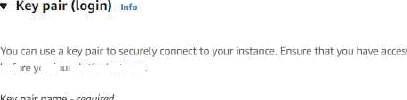 ▼ Key pair (login) Info
You can use a key pair to securely connect to your instance. Ensure that you have acces
Key pair name - required